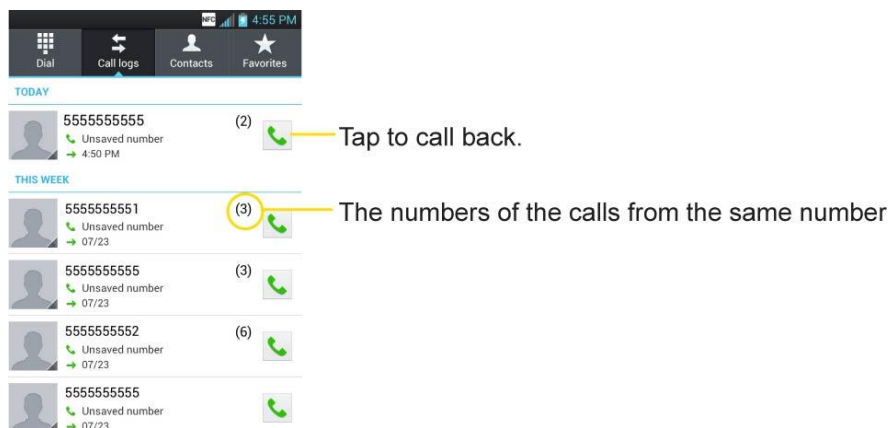 NFC 4:55 PM
Dial Call logs Contacts Favorites
TODAY
5555555555 (2)
Unsaved number
4:50 PM
Tap to call back.
THIS WEEK
5555555551 (3)
Unsaved number
07/23
The numbers of the calls from the same number
5555555555 (3)
Unsaved number
07/23
5555555552 (6)
Unsaved number
07/23
5555555555
Unsaved number
07/23